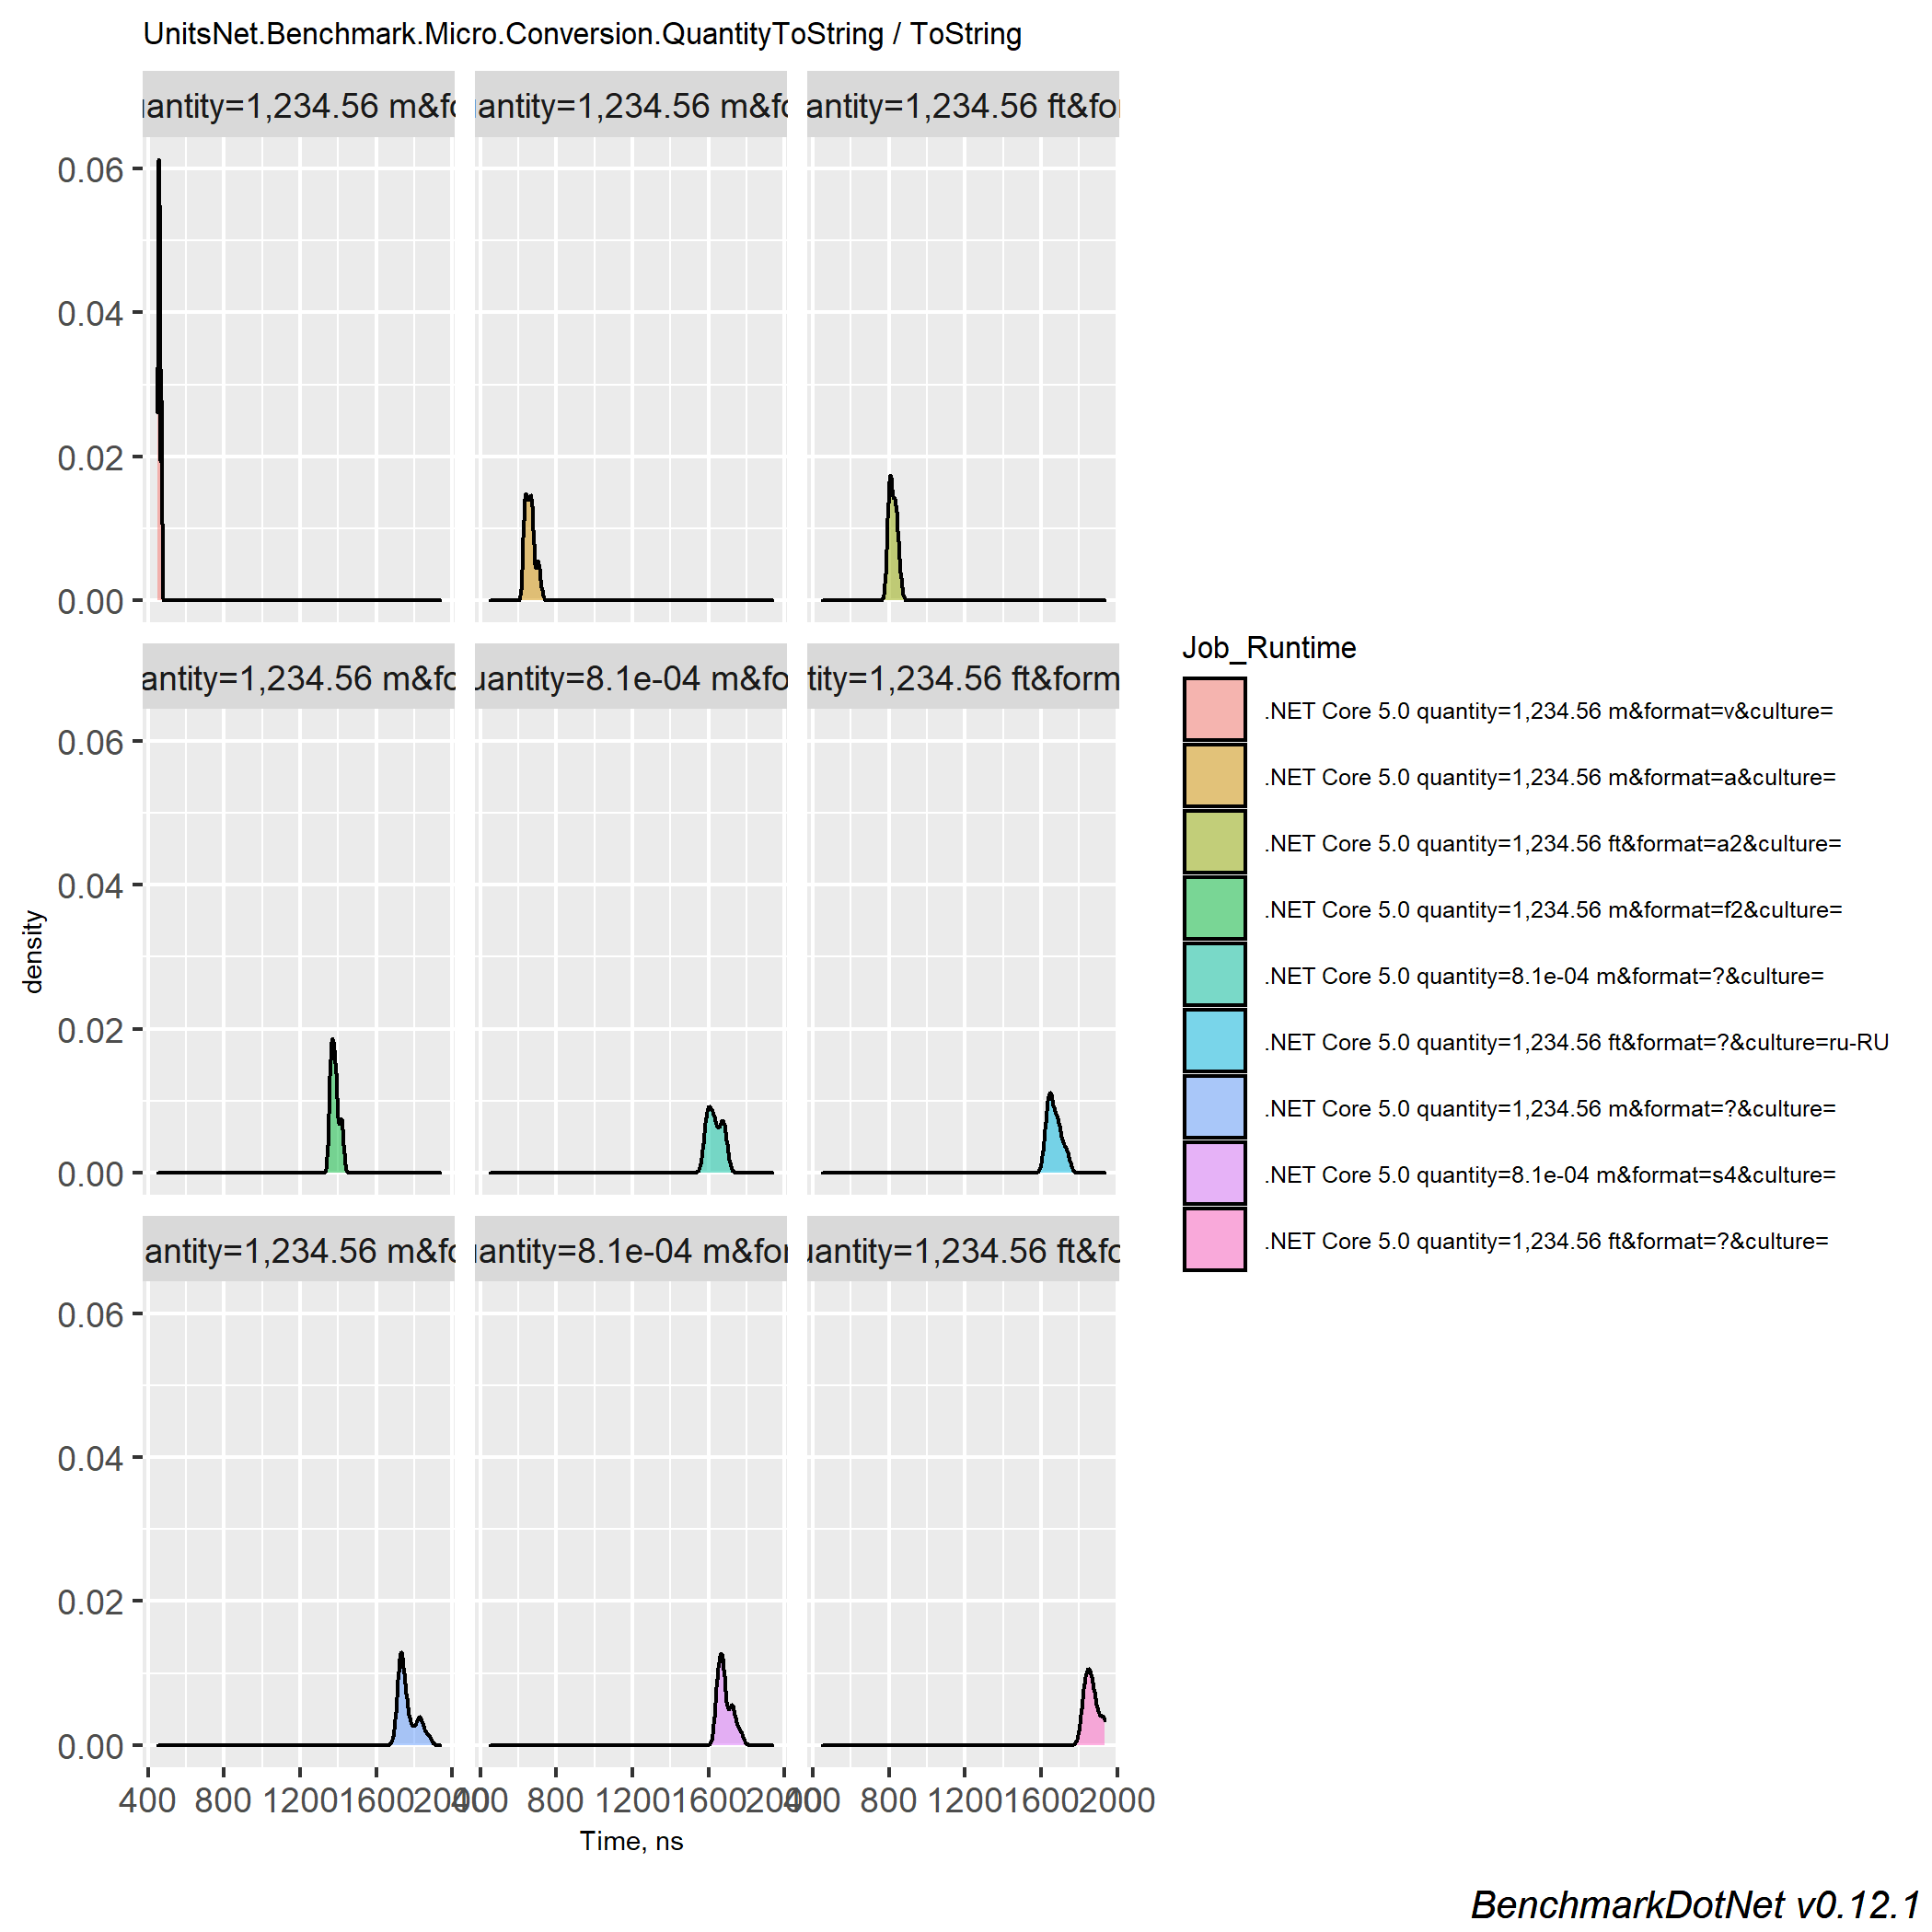 UnitsNet.Benchmark.Micro.Conversion.QuantityToString / ToString
uantity=1,234.56 m&fo
uantity=1,234.56 m&fo
antity=1,234.56 ft&for
0.06
0.04
0.02
0.00
antity=1,234.56 m&fo
uantity=8.1e-04 m&fo
tity=1,234.56 ft&form
0.06
0.04
0.02
0.00
antity=1,234.56 m&fo
uantity=8.1e-04 m&for
uantity=1,234.56 ft&fo
0.06
0.04
0.02
0.00
400 800 1200 1600 2000
400 800 1200 1600 2000
400 800 1200 1600 2000
Time, ns
density
Job_Runtime
.NET Core 5.0 quantity=1,234.56 m&format=v&culture=
.NET Core 5.0 quantity=1,234.56 m&format=a&culture=
.NET Core 5.0 quantity=1,234.56 ft&format=a2&culture=
.NET Core 5.0 quantity=1,234.56 m&format=f2&culture=
.NET Core 5.0 quantity=8.1e-04 m&format=?&culture=
.NET Core 5.0 quantity=1,234.56 ft&format=?&culture=ru-RU
.NET Core 5.0 quantity=1,234.56 m&format=?&culture=
.NET Core 5.0 quantity=8.1e-04 m&format=s4&culture=
.NET Core 5.0 quantity=1,234.56 ft&format=?&culture=
BenchmarkDotNet v0.12.1